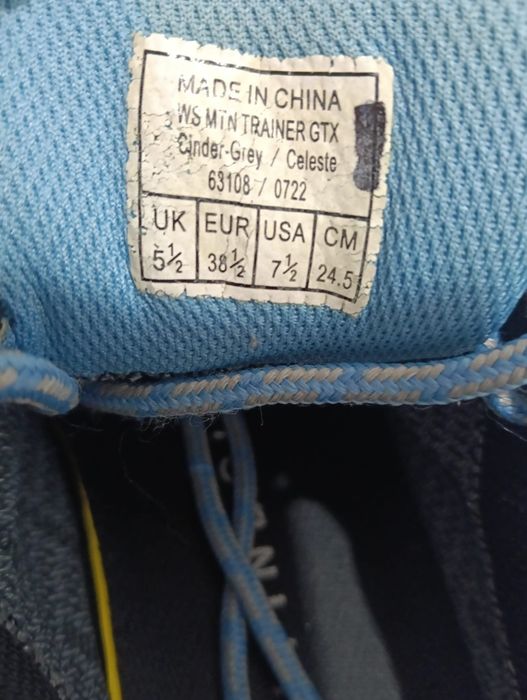 MADE IN CHINA
WS MTN TRAINER GTX
Cinder-Grey / Celeste
63108 / 0722
UK EUR USA CM
5½ 38½ 7½ 24.5